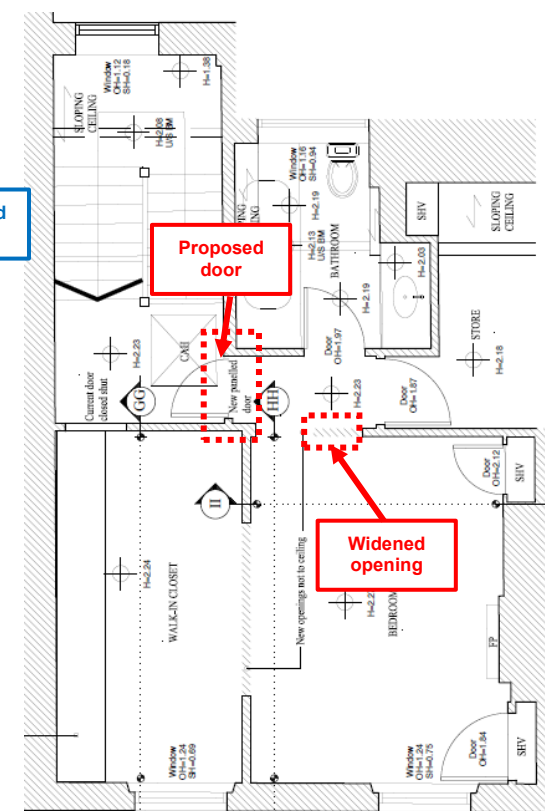 Window
OH=1.12
SH=0.18
H=1.38
SLOPING
CEILING
H=2.08
U/S BM
Window
OH=1.16
SH=0.94
H=2.19
H=2.13
U/S BM
BATHROOM
H=2.03
H=2.19
SHV
SLOPING
CEILING
d
Proposed
door
PING
NG
STORE
H=2.18
Door
OH=1.97
H=2.23
CAH
Current door
closed shut
GG
New panelled
door
HH
H=2.23
Door
OH=1.87
Door
OH=2.12
SHV
II
Widened
opening
New openings not to ceiling
H=2.24
WALK-IN CLOSET
H=2.2
BEDROOM
FP
Window
OH=1.24
SH=0.69
Window
OH=1.24
SH=0.75
Door
OH=1.84
SHV